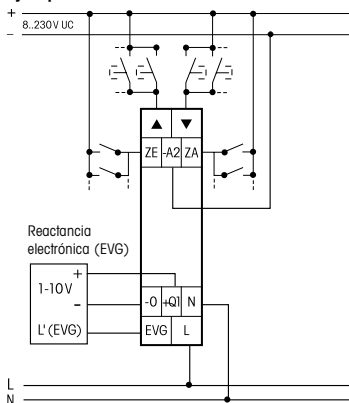 +
8..230V UC
–
▲ ▼
ZE -A2 ZA
Reactancia
electrónica (EVG)
+
1-10V
–
L' (EVG)
-0 +Q1 N
EVG L
L
N